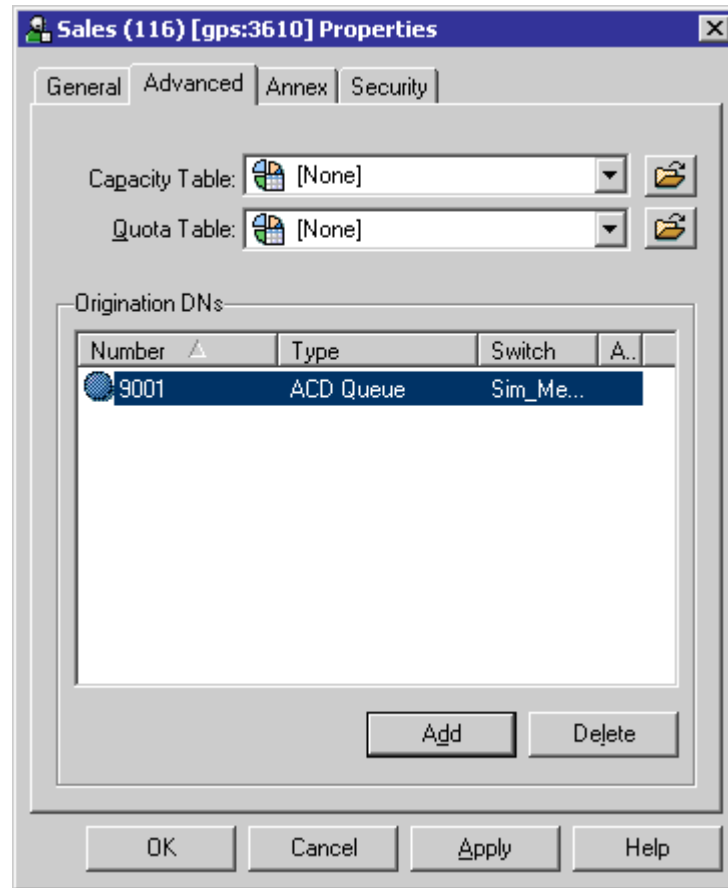 Sales (116) [gps:3610] Properties
General Advanced Annex Security
Capacity Table: [None]
Quota Table: [None]
Origination DNs
Number Type Switch A..
9001 ACD Queue Sim_Me...
Add Delete
OK Cancel Apply Help